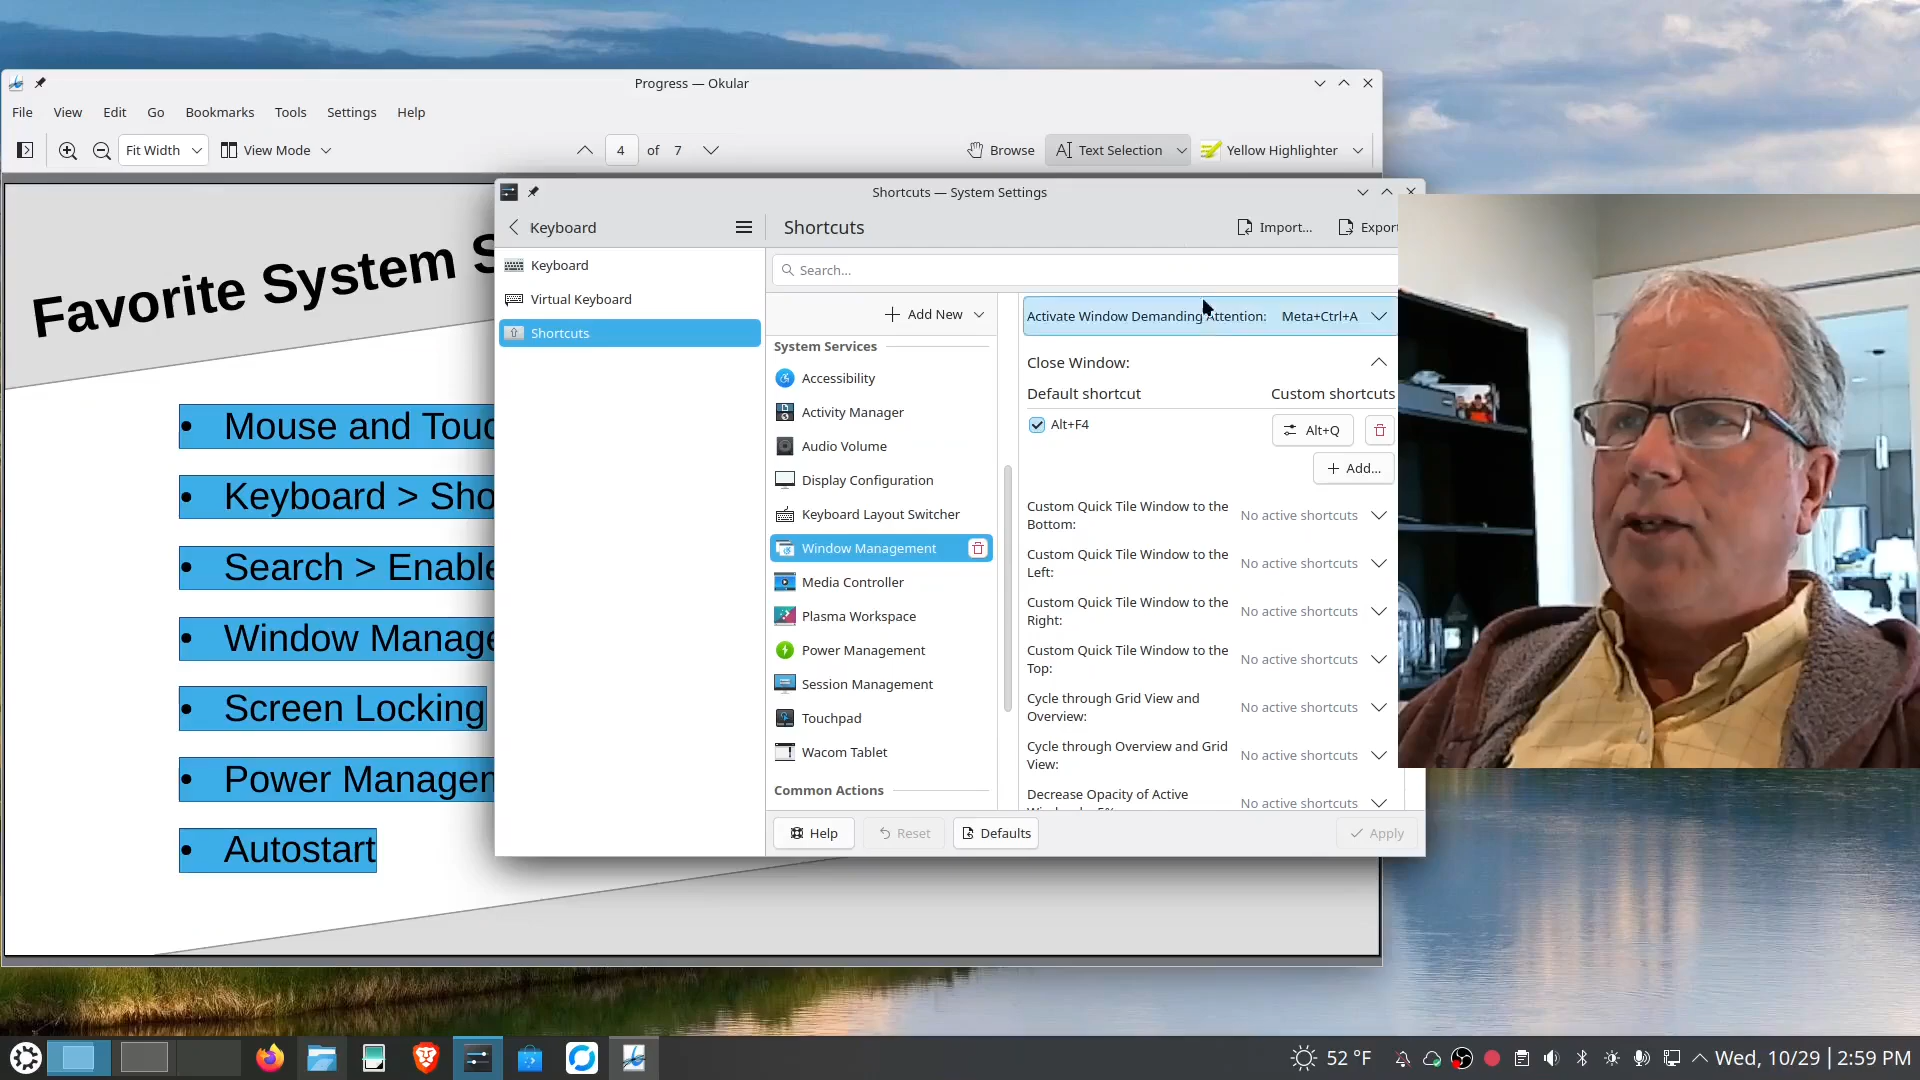 Progress — Okular
File View Edit Go Bookmarks Tools Settings Help
Fit Width View Mode 4 of 7 Browse Text Selection Yellow Highlighter
Favorite System
• Mouse and
• Keyboard >
• Search >
• Window
• Screen Locking
• Power
• Autostart
Shortcuts — System Settings
Keyboard
Keyboard
Virtual Keyboard
Shortcuts
Shortcuts
Import...
Search...
Add New
System Services
Accessibility
Activity Manager
Audio Volume
Display Configuration
Keyboard Layout Switcher
Window Management
Media Controller
Plasma Workspace
Power Management
Session Management
Touchpad
Wacom Tablet
Common Actions
Activate Window Demanding Attention: Meta+Ctrl+A
Close Window:
Default shortcut Custom shortcuts
Alt+F4 Alt+Q
Add...
Custom Quick Tile Window to the
Bottom:
No active shortcuts
Custom Quick Tile Window to the
Left:
No active shortcuts
Custom Quick Tile Window to the
Right:
No active shortcuts
Custom Quick Tile Window to the
Top:
No active shortcuts
Cycle through Grid View and
Overview:
No active shortcuts
Cycle through Overview and Grid
View:
No active shortcuts
Decrease Opacity of Active
No active shortcuts
Help Reset Defaults Apply
52 °F Wed, 10/29 | 2:59 PM